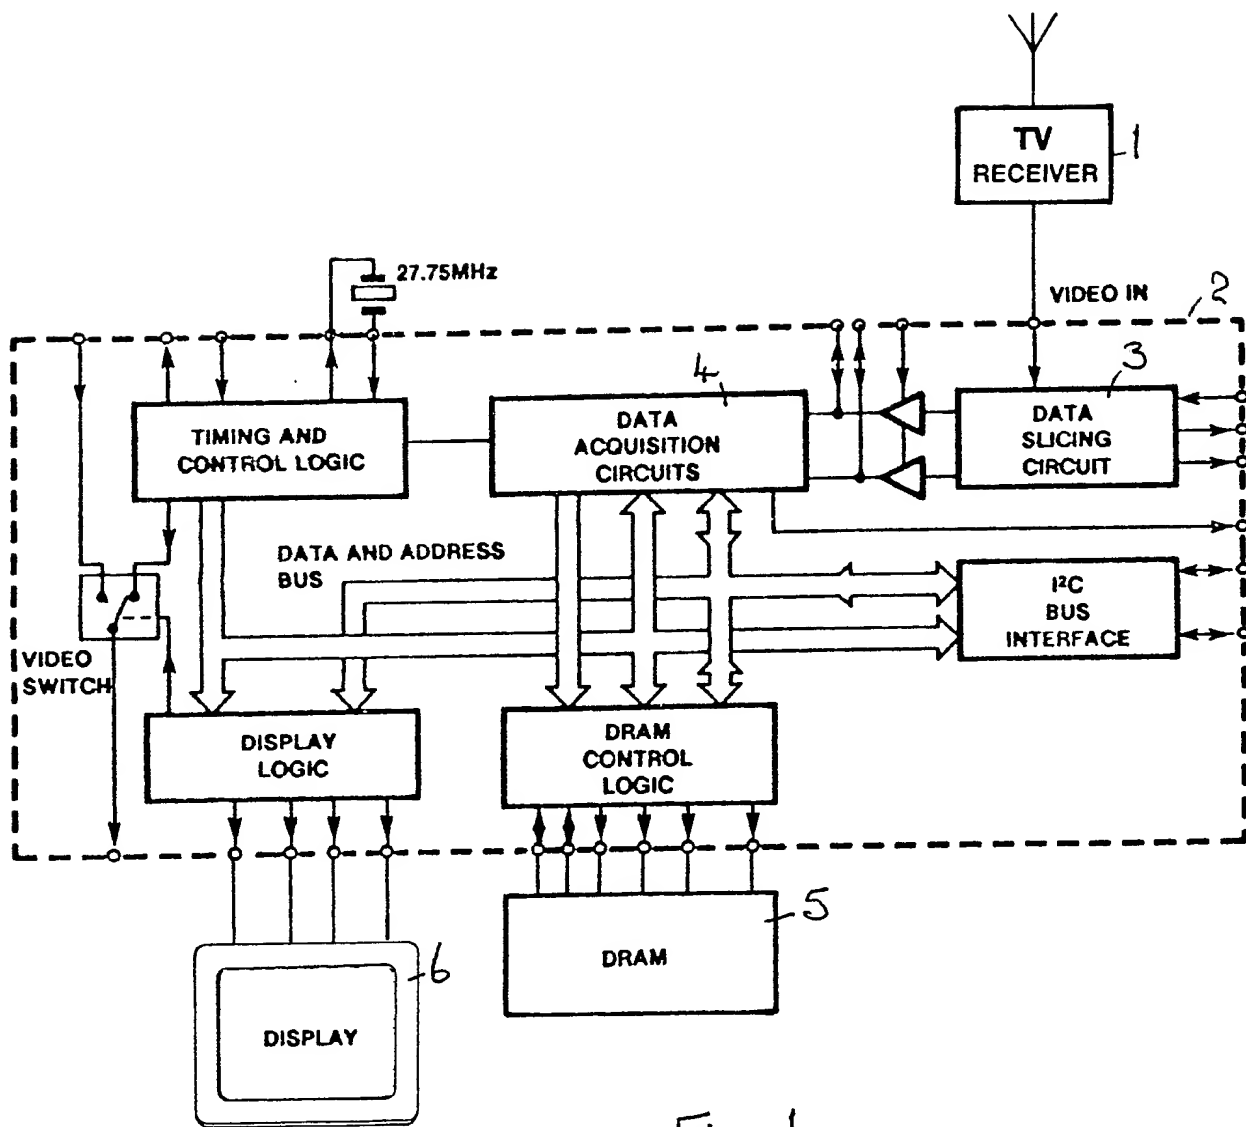 TV
RECEIVER
1
27.75MHz
VIDEO IN
2
TIMING AND
CONTROL LOGIC
4
DATA
ACQUISITION
CIRCUITS
3
DATA
SLICING
CIRCUIT
DATA AND ADDRESS
BUS
I²C
BUS
INTERFACE
VIDEO
SWITCH
DISPLAY
LOGIC
DRAM
CONTROL
LOGIC
5
DRAM
6
DISPLAY
Fig. 1